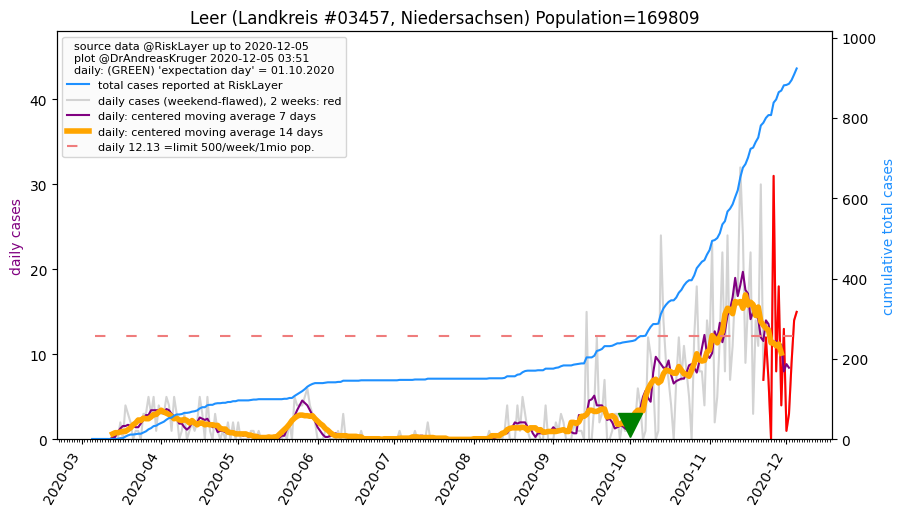 Leer (Landkreis #03457, Niedersachsen) Population=169809
source data @RiskLayer up to 2020-12-05
plot @DrAndreasKruger 2020-12-05 03:51
daily: (GREEN) 'expectation day' = 01.10.2020
total cases reported at RiskLayer
daily cases (weekend-flawed), 2 weeks: red
daily: centered moving average 7 days
daily: centered moving average 14 days
daily 12.13 =limit 500/week/1mio pop.
daily cases
40
30
20
10
0
cumulative total cases
1000
800
600
400
200
0
2020-03
2020-04
2020-05
2020-06
2020-07
2020-08
2020-09
2020-10
2020-11
2020-12